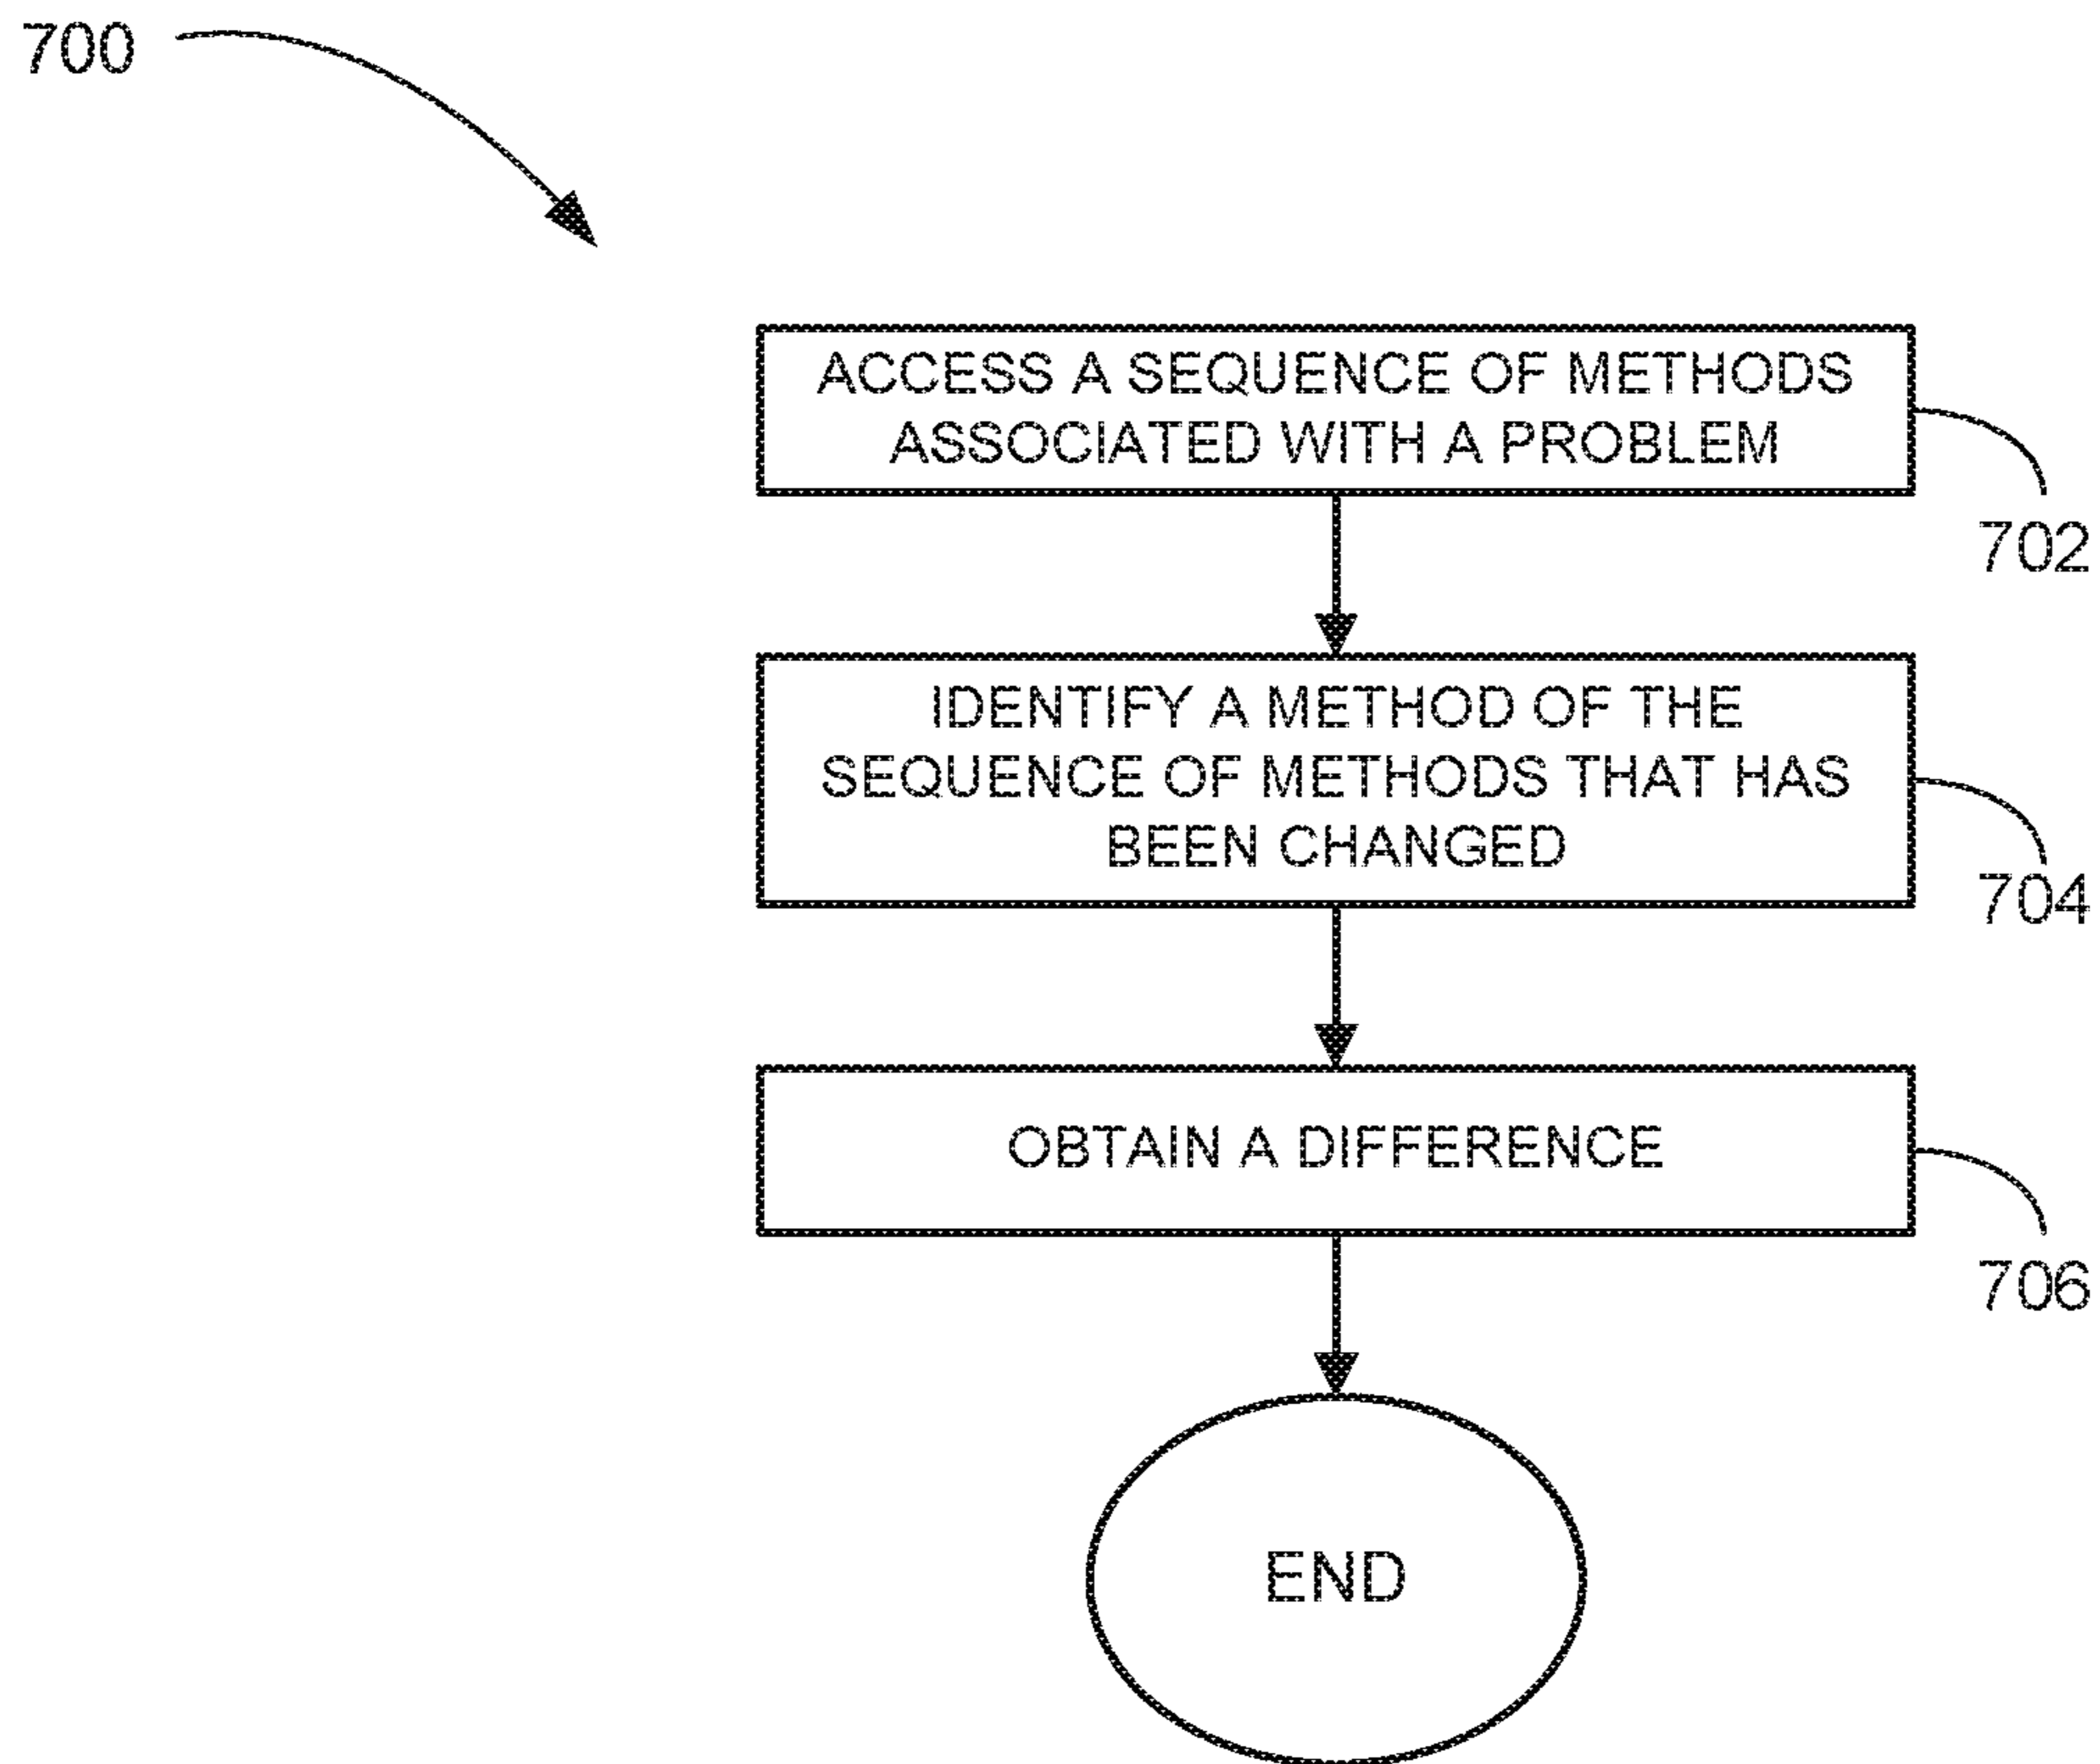 700
ACCESS A SEQUENCE OF METHODS
ASSOCIATED WITH A PROBLEM
702
IDENTIFY A METHOD OF THE
SEQUENCE OF METHODS THAT HAS
BEEN CHANGED
704
OBTAIN A DIFFERENCE
706
END